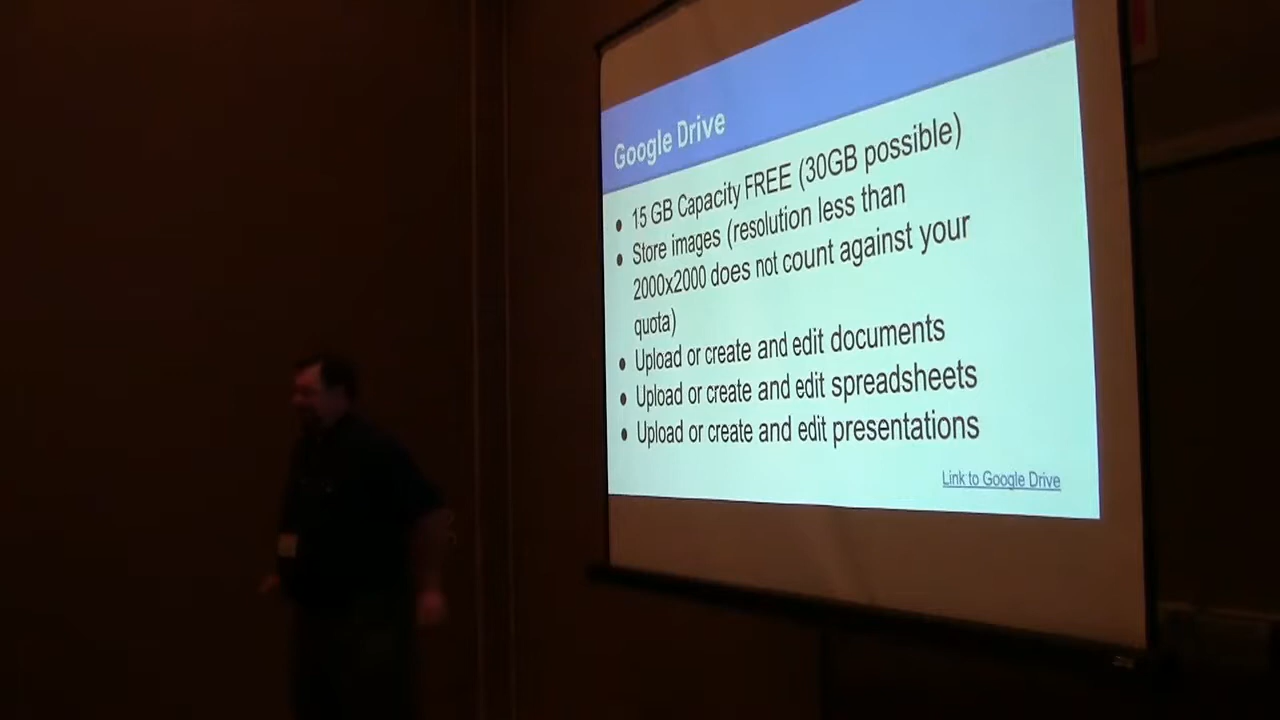 Google Drive
• 15 GB Capacity FREE (30GB possible)
• Store images (resolution less than
2000x2000 does not count against your
quota)
• Upload or create and edit documents
• Upload or create and edit spreadsheets
• Upload or create and edit presentations
Link to Google Drive